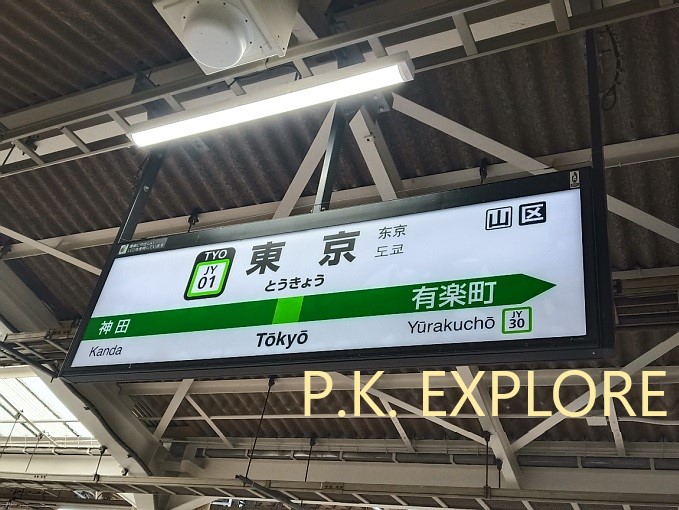 TYO
JY
01
東京
とうきょう
东京
도쿄
山 区
神田
有楽町
Kanda
Tōkyō
Yūrakuchō
JY
30
P.K. EXPLORE